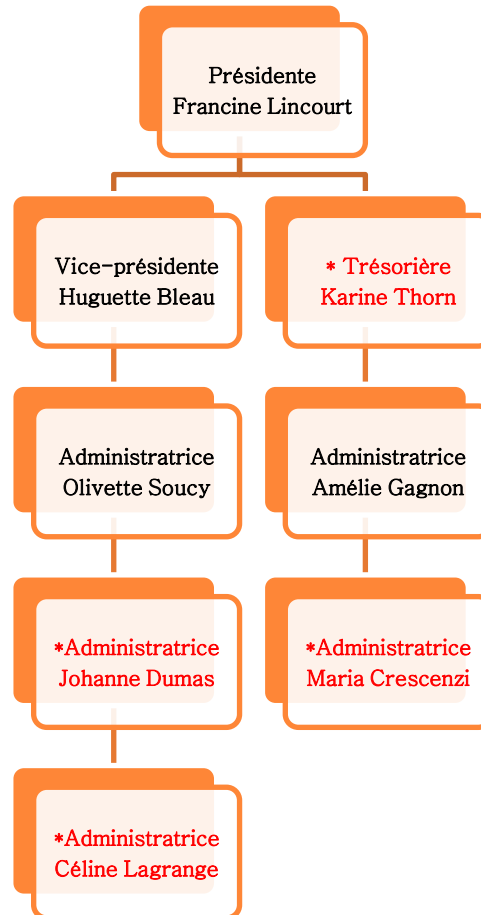 Présidente
Francine Lincourt
Vice-présidente
Huguette Bleau
* Trésorière
Karine Thorn
Administratrice
Olivette Soucy
Administratrice
Amélie Gagnon
*Administratrice
Johanne Dumas
*Administratrice
Maria Crescenzi
*Administratrice
Céline Lagrange